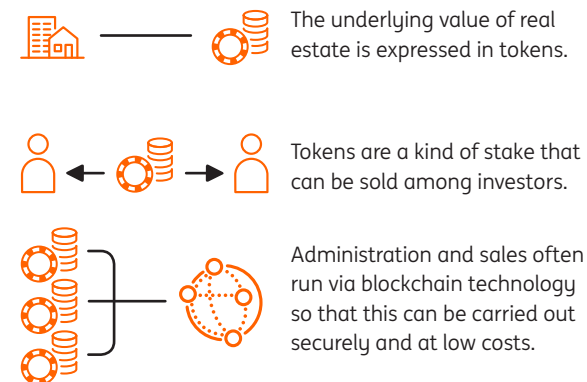 The underlying value of real
estate is expressed in tokens.
Tokens are a kind of stake that
can be sold among investors.
Administration and sales often
run via blockchain technology
so that this can be carried out
securely and at low costs.